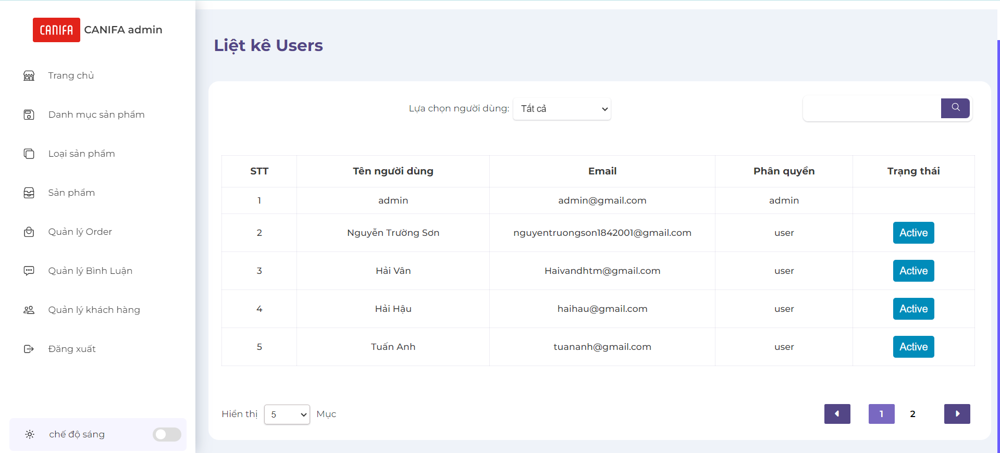 CANIFA CANIFA admin
Trang chủ
Danh mục sản phẩm
Loại sản phẩm
Sản phẩm
Quản lý Order
Quản lý Bình Luận
Quản lý khách hàng
Đăng xuất
chế độ sáng
Liệt kê Users
Lựa chọn người dùng: Tất cả
STT Tên người dùng Email Phân quyền Trạng thái
1 admin admin@gmail.com admin
2 Nguyễn Trường Sơn nguyentruongson1842001@gmail.com user Active
3 Hải Vân Haivandhtm@gmail.com user Active
4 Hải Hậu haihau@gmail.com user Active
5 Tuấn Anh tuananh@gmail.com user Active
Hiển thị 5 Mục
1 2